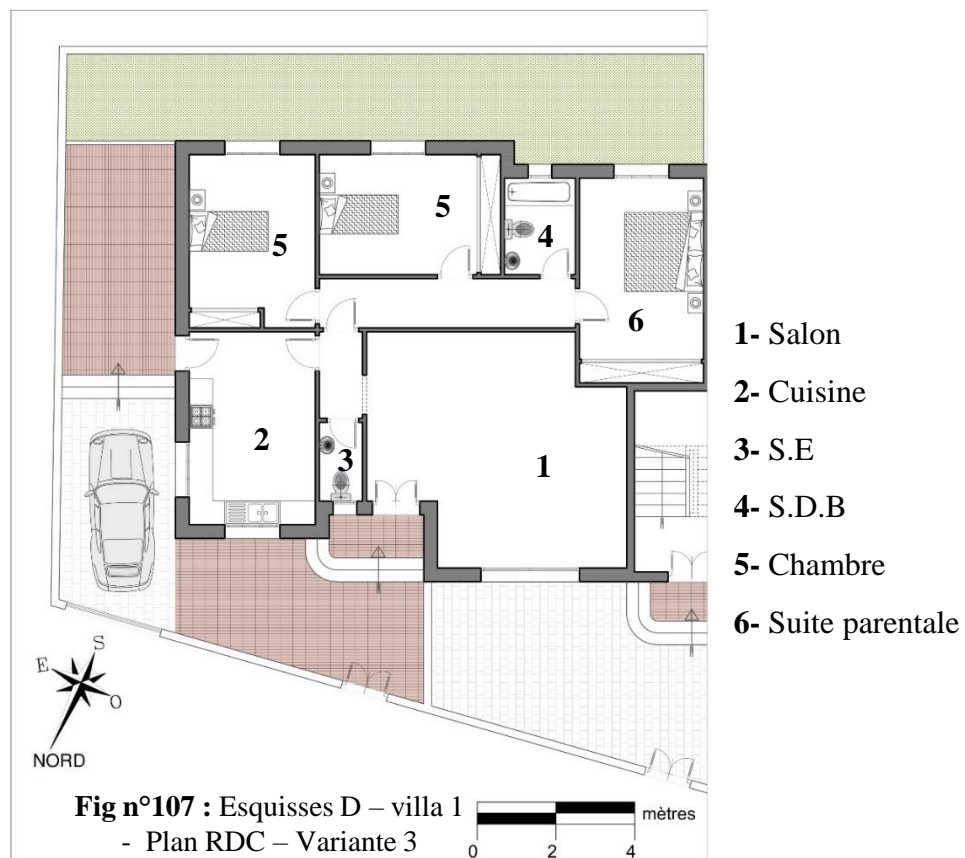 5
5
4
6
2
3
1
1- Salon
2- Cuisine
3- S.E
4- S.D.B
5- Chambre
6- Suite parentale
S
E
O
NORD
Fig n°107 : Esquisses D – villa 1
- Plan RDC – Variante 3
mètres
0 2 4